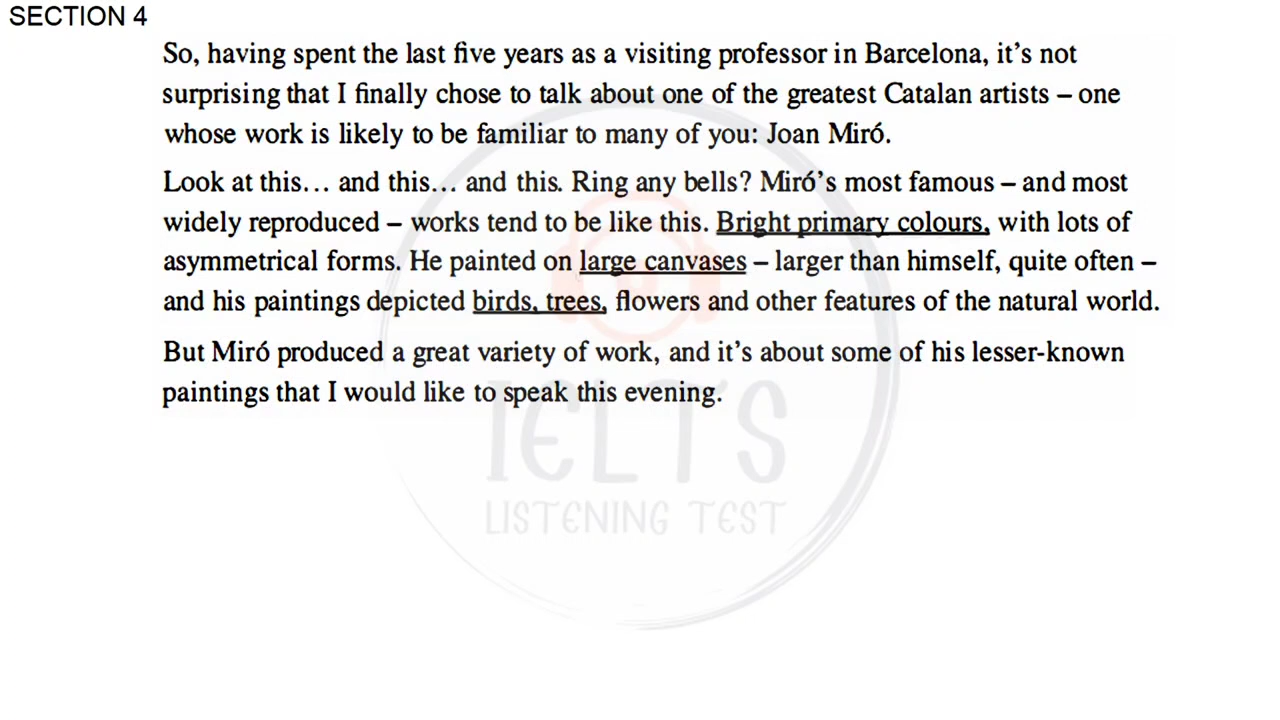 SECTION 4
So, having spent the last five years as a visiting professor in Barcelona, it’s not
surprising that I finally chose to talk about one of the greatest Catalan artists – one
whose work is likely to be familiar to many of you: Joan Miró.
Look at this… and this… and this. Ring any bells? Miró’s most famous – and most
widely reproduced – works tend to be like this. Bright primary colours, with lots of
asymmetrical forms. He painted on large canvases – larger than himself, quite often –
and his paintings depicted birds, trees, flowers and other features of the natural world.
But Miró produced a great variety of work, and it’s about some of his lesser-known
paintings that I would like to speak this evening.
IELTS
LISTENING TEST